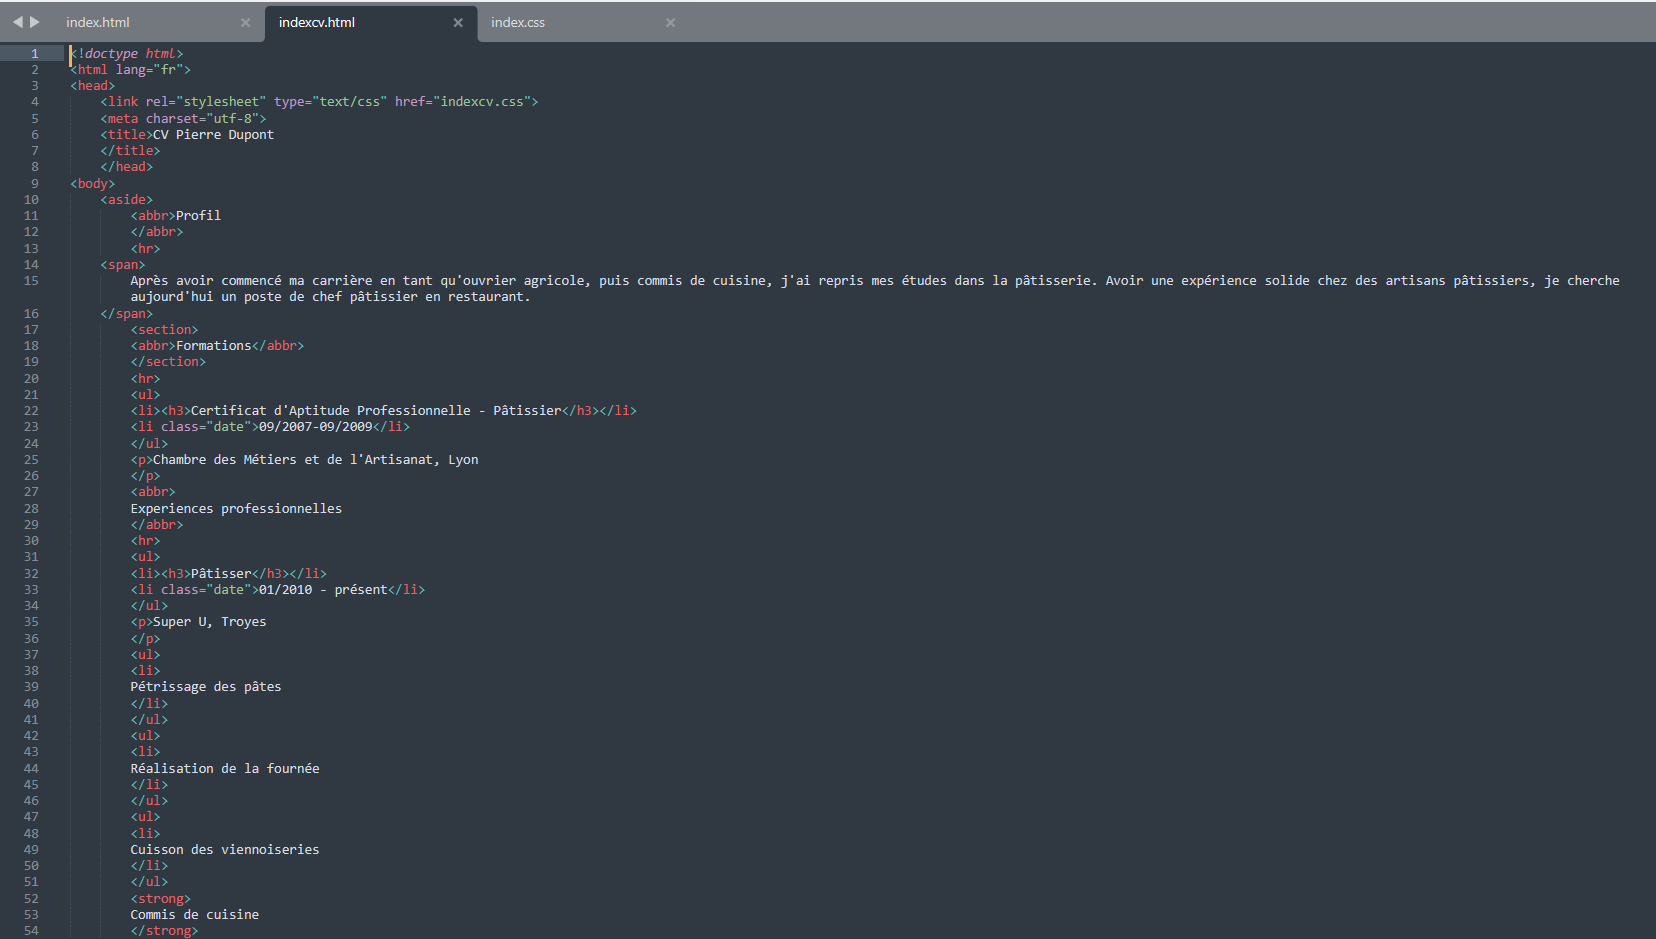 index.html
indexcv.html
index.css
1 <!doctype html>
2 <html lang="fr">
3 <head>
4 <link rel="stylesheet" type="text/css" href="indexcv.css">
5 <meta charset="utf-8">
6 <title>CV Pierre Dupont
7 </title>
8 </head>
9 <body>
10 <aside>
11 <abbr>Profil
12 </abbr>
13 <hr>
14 <span>
15 Après avoir commencé ma carrière en tant qu'ouvrier agricole, puis commis de cuisine, j'ai repris mes études dans la pâtisserie. Avoir une expérience solide chez des artisans pâtissiers, je cherche
aujourd'hui un poste de chef pâtissier en restaurant.
16 </span>
17 <section>
18 <abbr>Formations</abbr>
19 </section>
20 <hr>
21 <ul>
22 <li><h3>Certificat d'Aptitude Professionnelle - Pâtissier</h3></li>
23 <li class="date">09/2007-09/2009</li>
24 </ul>
25 <p>Chambre des Métiers et de l'Artisanat, Lyon
26 </p>
27 <abbr>
28 Experiences professionnelles
29 </abbr>
30 <hr>
31 <ul>
32 <li><h3>Pâtisser</h3></li>
33 <li class="date">01/2010 - présent</li>
34 </ul>
35 <p>Super U, Troyes
36 </p>
37 <ul>
38 <li>
39 Pétrissage des pâtes
40 </li>
41 </ul>
42 <ul>
43 <li>
44 Réalisation de la fournée
45 </li>
46 </ul>
47 <ul>
48 <li>
49 Cuisson des viennoiseries
50 </li>
51 </ul>
52 <strong>
53 Commis de cuisine
54 </strong>